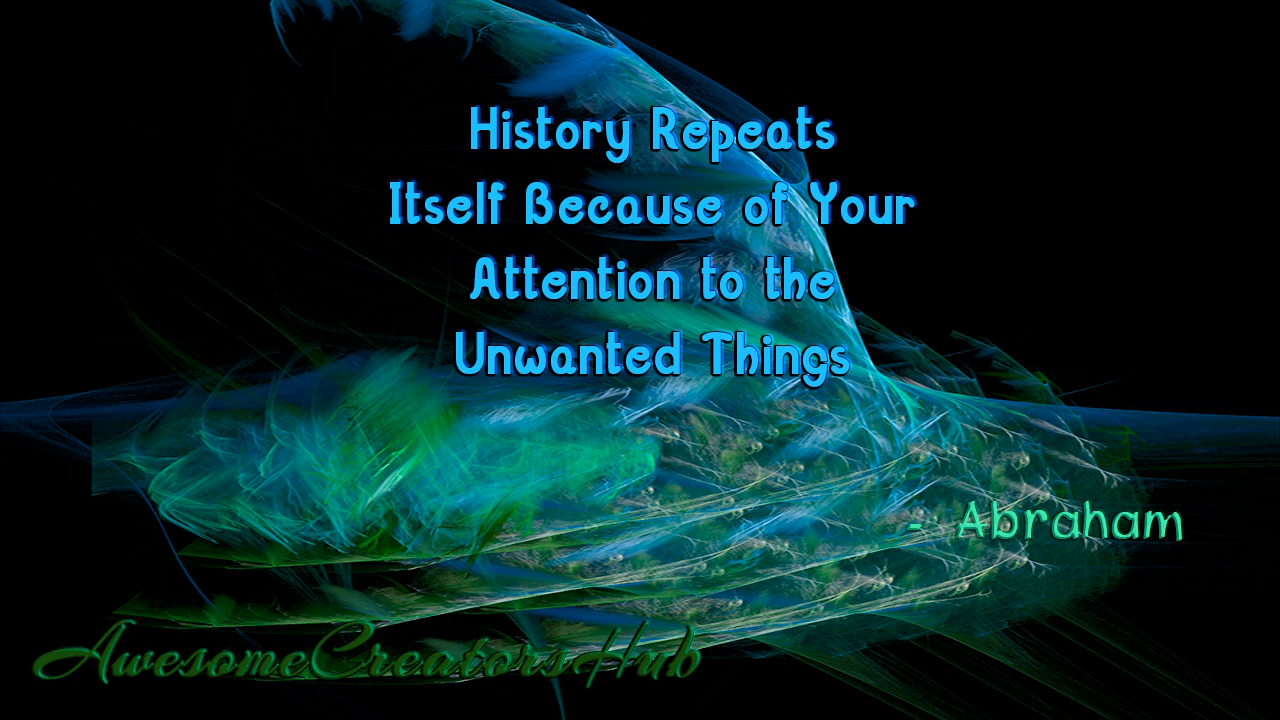 History Repeats
Itself Because of Your
Attention to the
Unwanted Things
- Abraham
AwesomeCreatorsHub